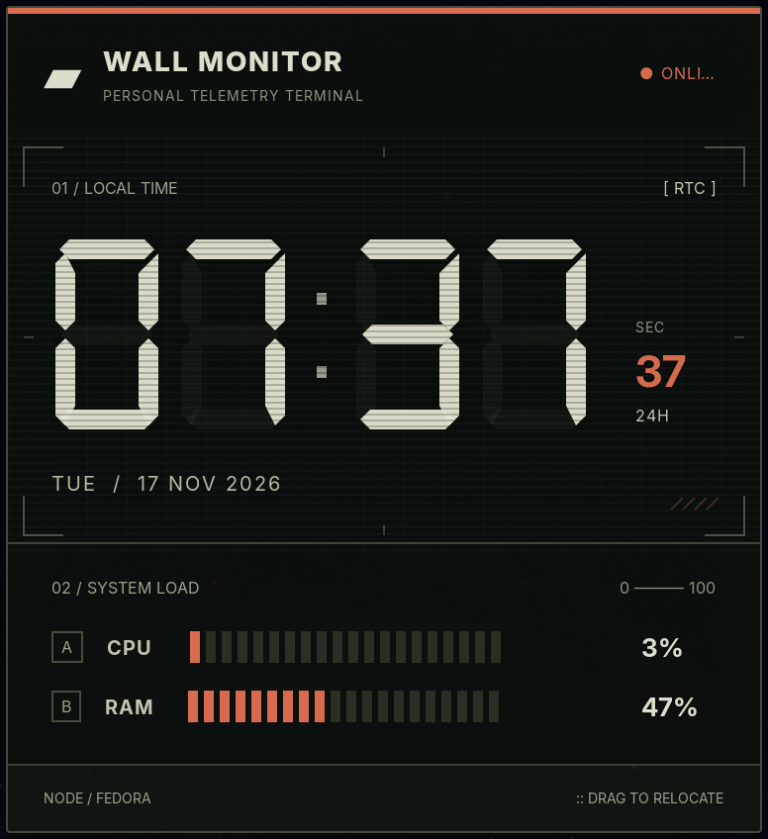 WALL MONITOR
PERSONAL TELEMETRY TERMINAL
ONLI...
01 / LOCAL TIME
[ RTC ]
07:37
SEC
37
24H
TUE / 17 NOV 2026
02 / SYSTEM LOAD
0 ——— 100
A CPU 3%
B RAM 47%
NODE / FEDORA
:: DRAG TO RELOCATE